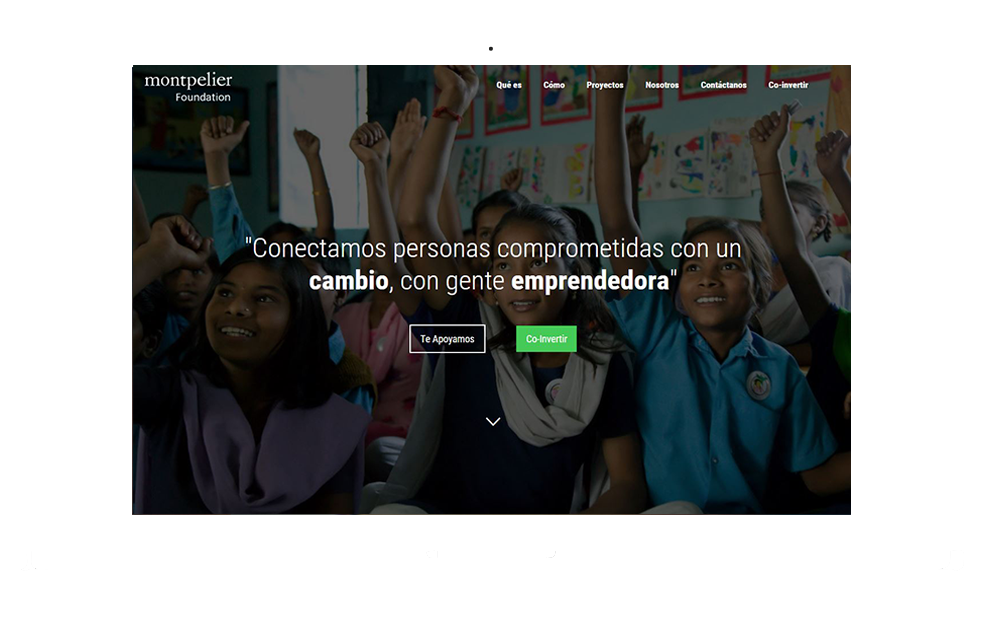 montpelier
Foundation
Qué es Cómo Proyectos Nosotros Contáctanos Co-invertir
"Conectamos personas comprometidas con un
cambio, con gente emprendedora"
Te Apoyamos Co-Invertir